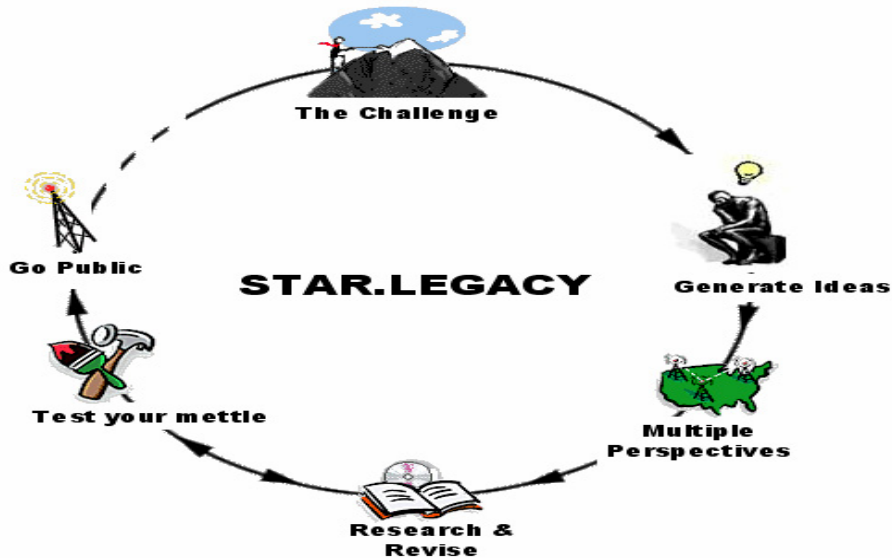 The Challenge
Generate Ideas
Multiple
Perspectives
Research &
Revise
Test your mettle
Go Public
STAR.LEGACY